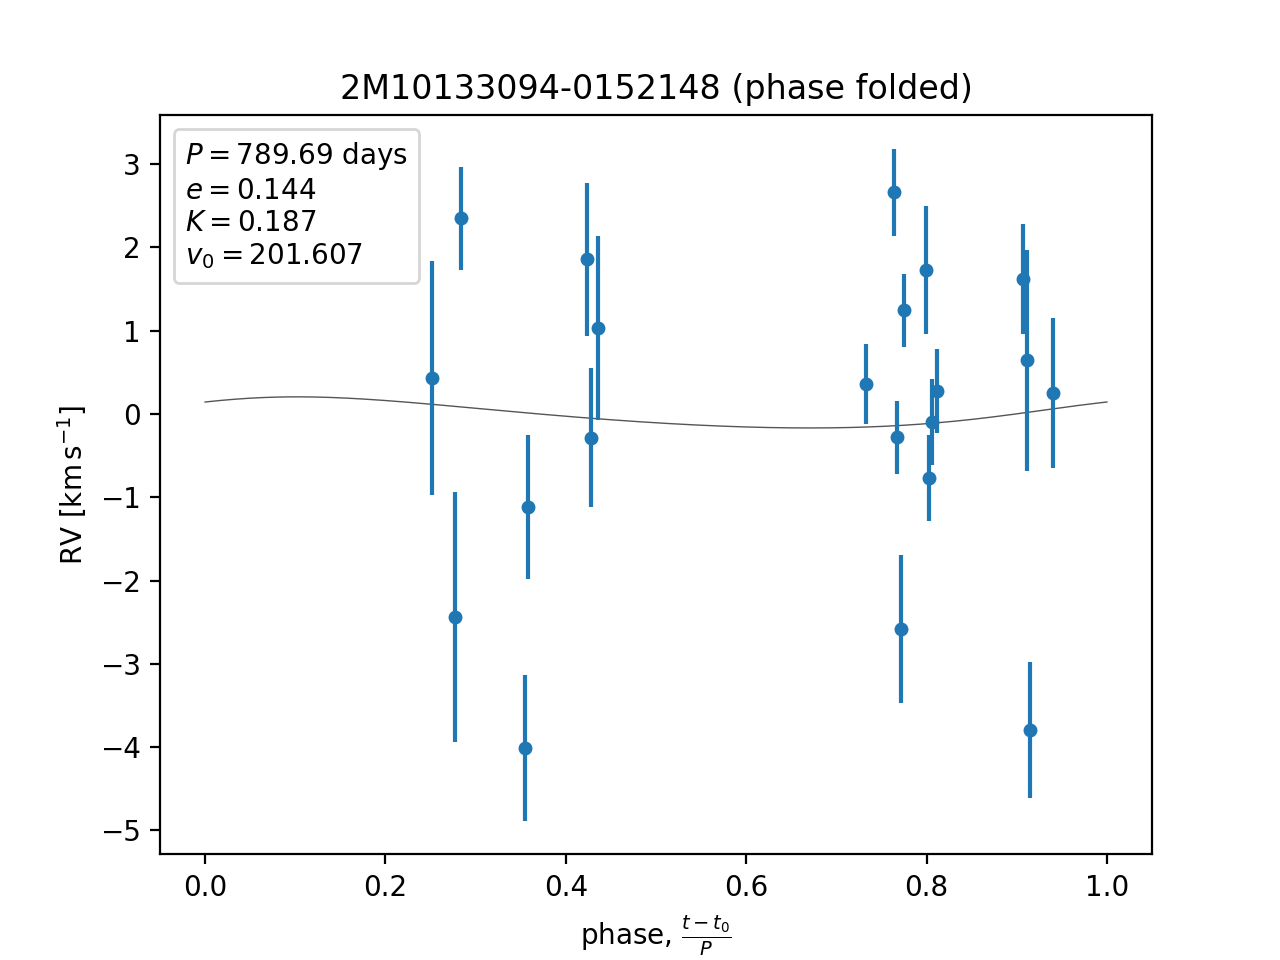 2M10133094-0152148 (phase folded)
P = 789.69 days
e = 0.144
K = 0.187
v₀ = 201.607
3
2
1
0
−1
−2
−3
−4
−5
RV [km s⁻¹]
0.0 0.2 0.4 0.6 0.8 1.0
phase, (t − t₀)/P